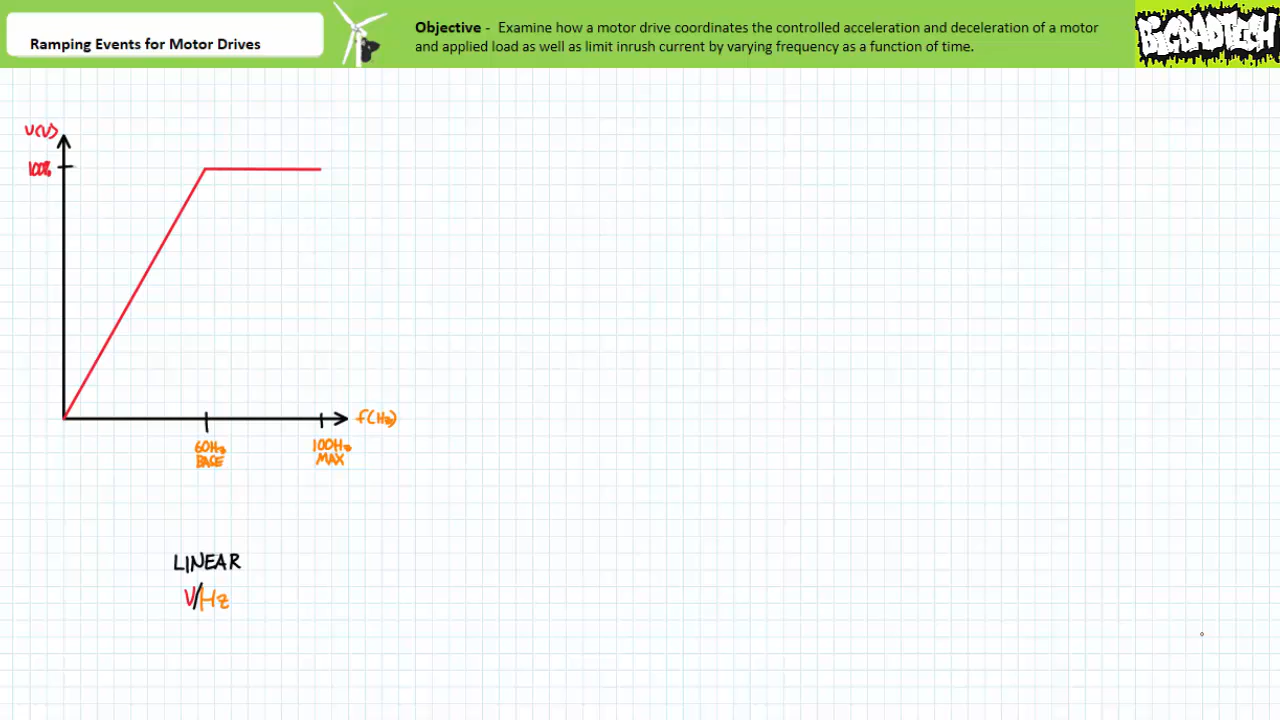 Ramping Events for Motor Drives
Objective - Examine how a motor drive coordinates the controlled acceleration and deceleration of a motor
and applied load as well as limit inrush current by varying frequency as a function of time.
BIGBADTECH
V(V)
100%
f(Hz)
60Hz
BASE
100Hz
MAX
LINEAR
V/Hz